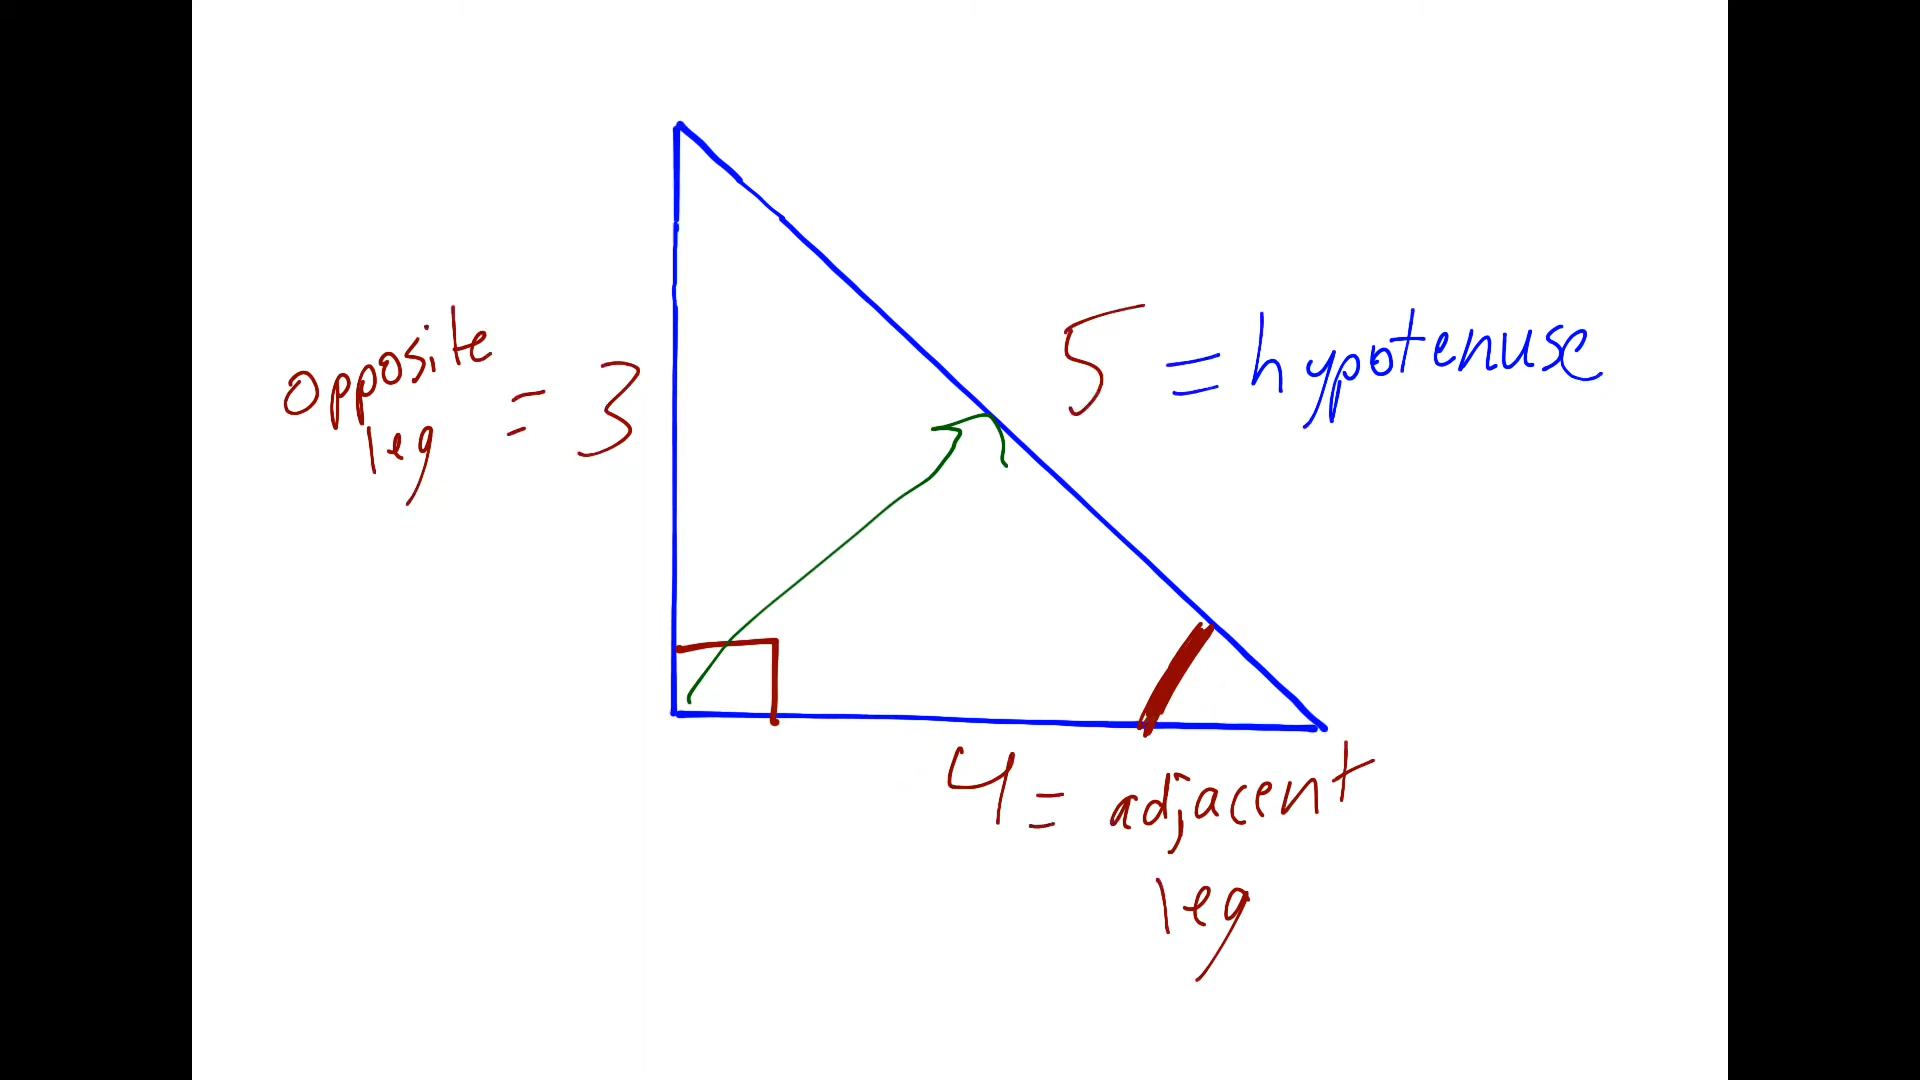 opposite
leg = 3
5 = hypotenuse
4 = adjacent
leg